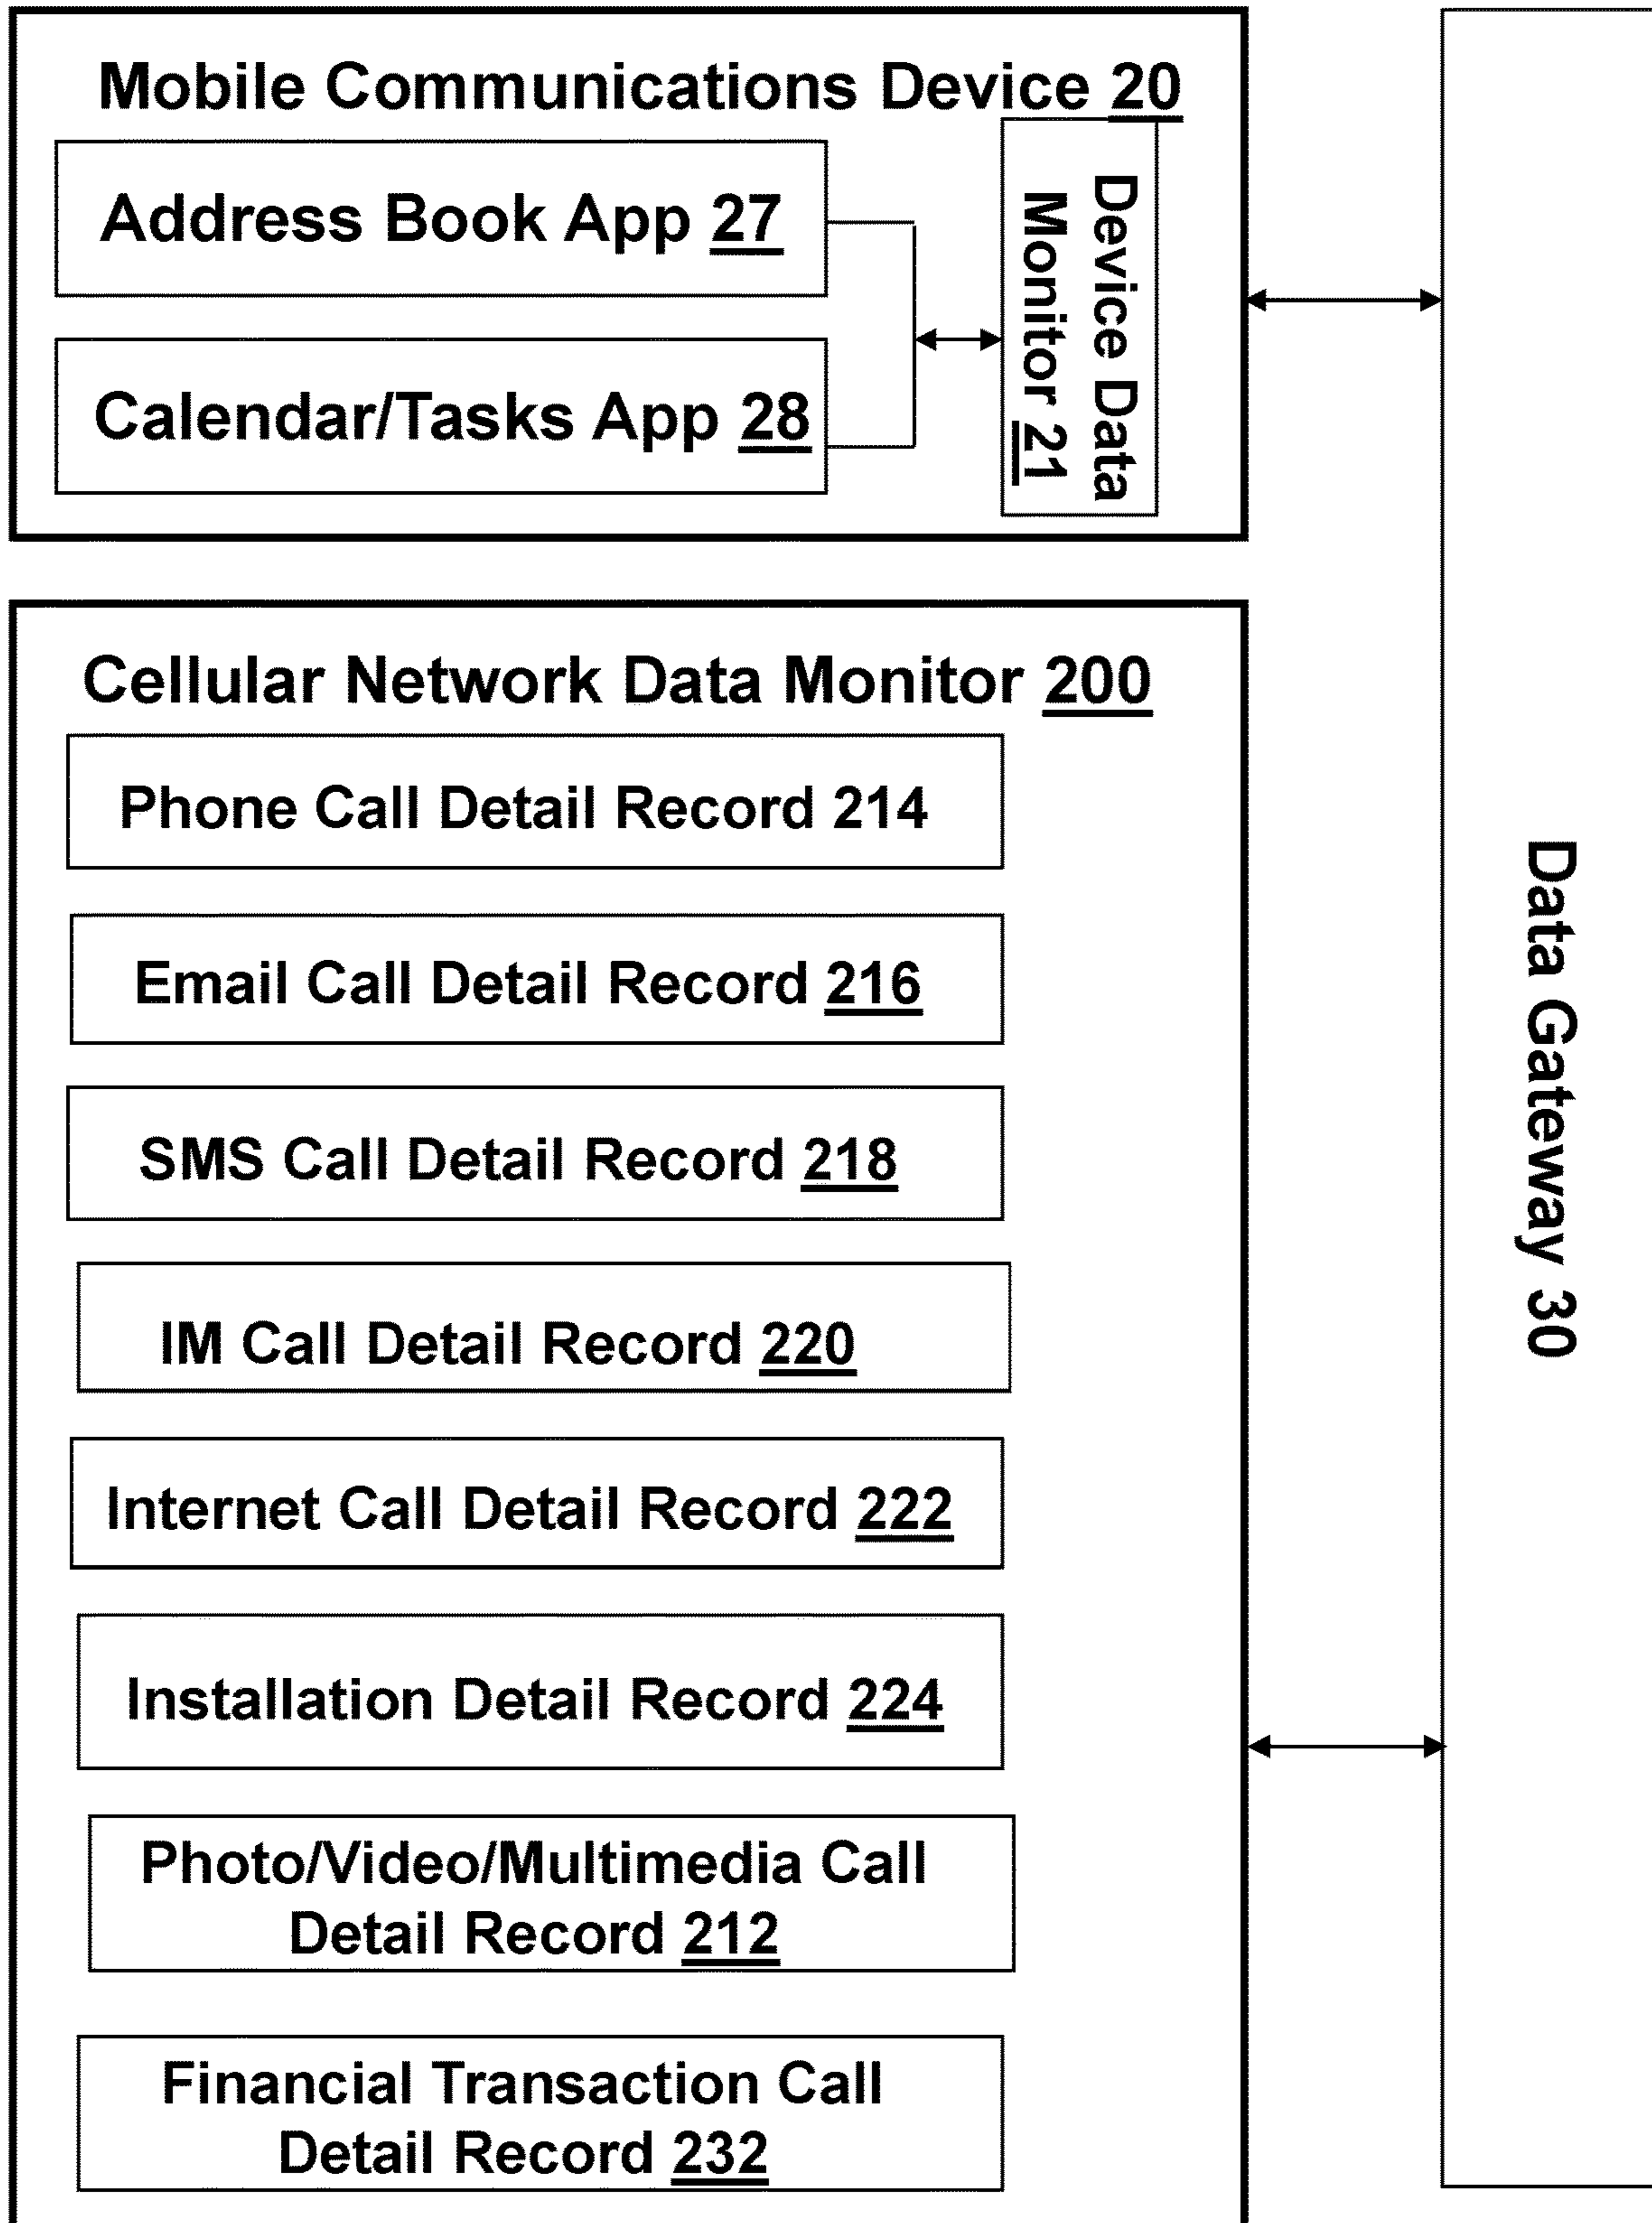 Mobile Communications Device 20
Address Book App 27
Calendar/Tasks App 28
Device Data
Monitor 21
Cellular Network Data Monitor 200
Phone Call Detail Record 214
Email Call Detail Record 216
SMS Call Detail Record 218
IM Call Detail Record 220
Internet Call Detail Record 222
Installation Detail Record 224
Photo/Video/Multimedia Call
Detail Record 212
Financial Transaction Call
Detail Record 232
Data Gateway 30